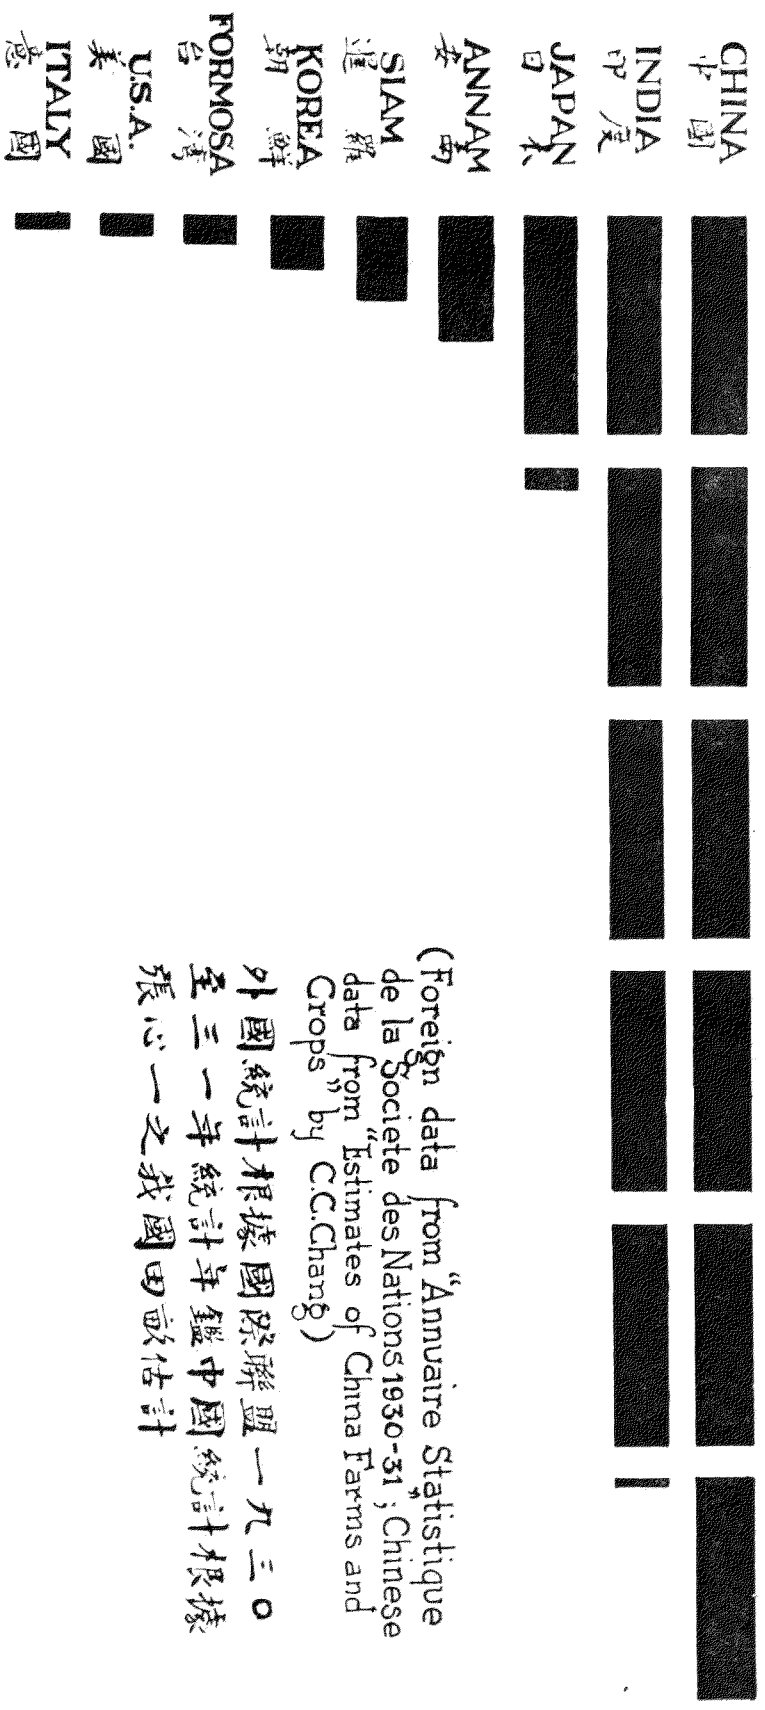 CHINA
中國
INDIA
印度
JAPAN
日本
ANNAM
安南
SIAM
暹羅
KOREA
朝鮮
FORMOSA
台灣
U.S.A.
美國
ITALY
意國
(Foreign data from “Annuaire Statistique
de la Societe des Nations 1930-31”; Chinese
data from “Estimates of China Farms and
Crops” by C.C.Chang)
外國統計根據國際聯盟一九三〇
至三一年統計年鑑中國統計根據
張心一之我國田畝估計